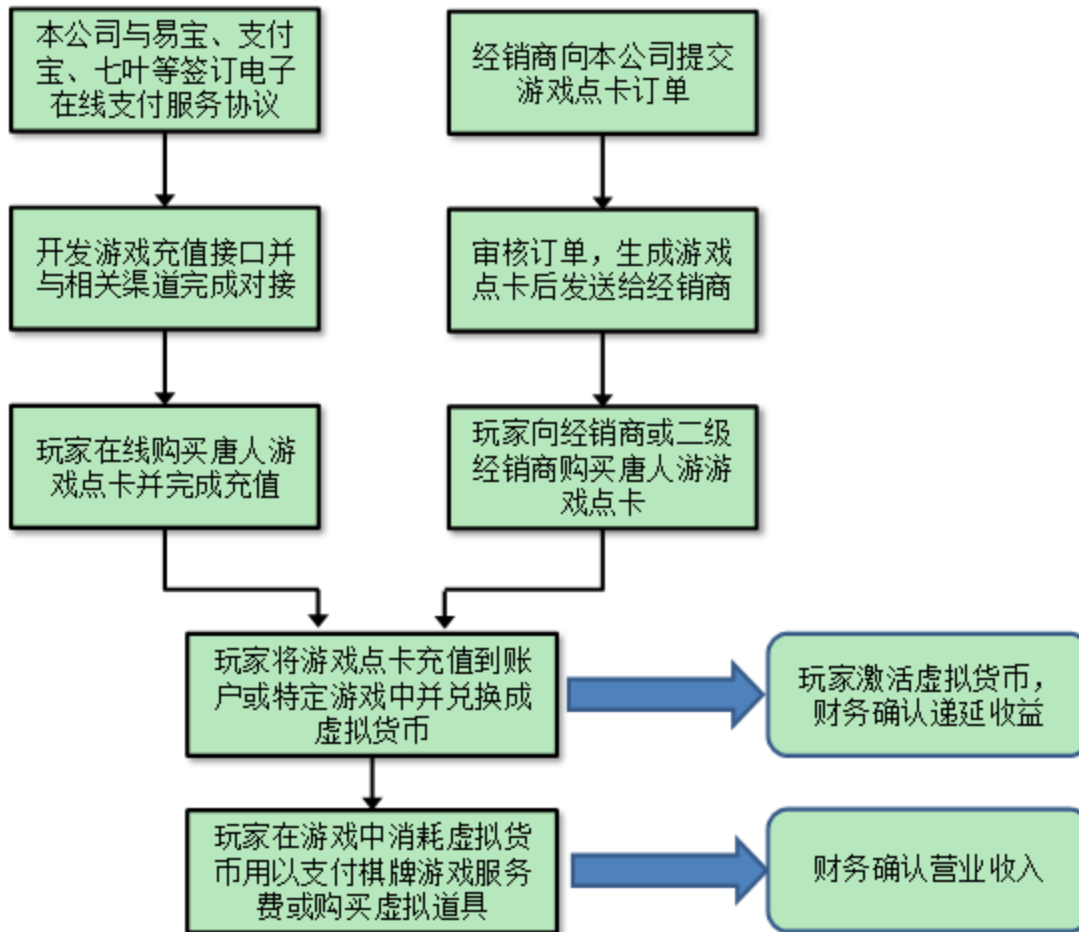 本公司与易宝、支付
宝、七叶等签订电子
在线支付服务协议
经销商向本公司提交
游戏点卡订单
开发游戏充值接口并
与相关渠道完成对接
审核订单，生成游戏
点卡后发送给经销商
玩家在线购买唐人游
戏点卡并完成充值
玩家向经销商或二级
经销商购买唐人游游
戏点卡
玩家将游戏点卡充值到账
户或特定游戏中并兑换成
虚拟货币
玩家激活虚拟货币，
财务确认递延收益
玩家在游戏中消耗虚拟货
币用以支付棋牌游戏服务
费或购买虚拟道具
财务确认营业收入